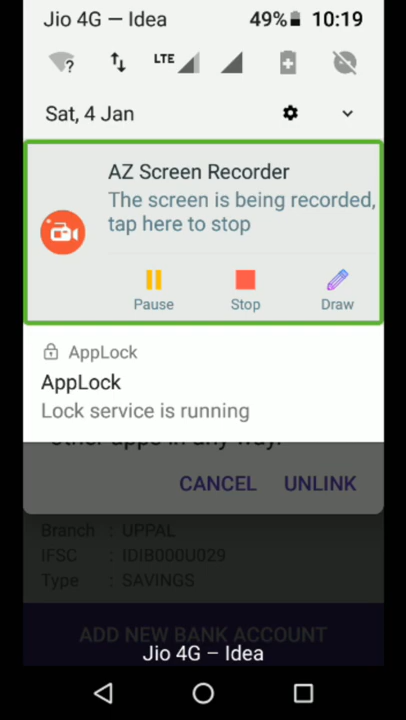 Jio 4G — Idea 49% 10:19
? LTE
Sat, 4 Jan
AZ Screen Recorder
The screen is being recorded,
tap here to stop
Pause Stop Draw
AppLock
AppLock
Lock service is running
other apps in any way.
CANCEL UNLINK
Branch : UPPAL
IFSC : IDIB000U029
Type : SAVINGS
ADD NEW BANK ACCOUNT
Jio 4G — Idea